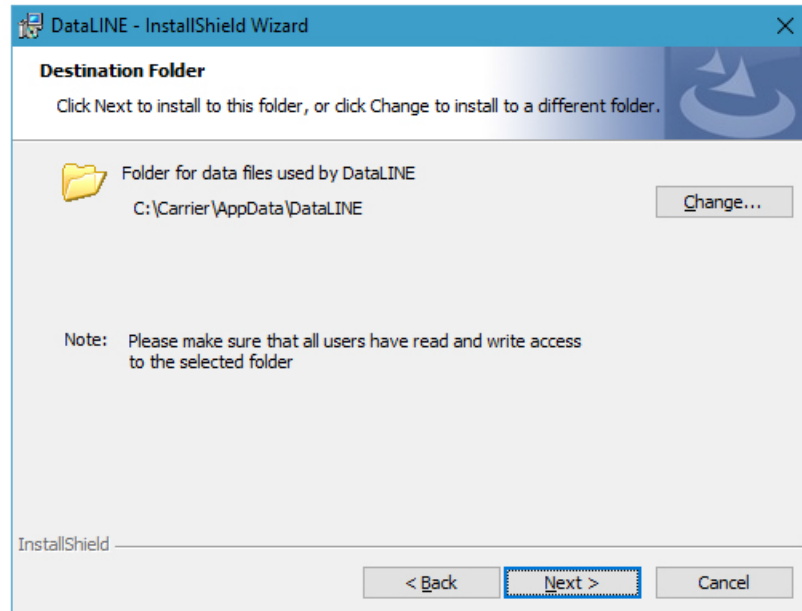 DataLINE - InstallShield Wizard
Destination Folder
Click Next to install to this folder, or click Change to install to a different folder.
Folder for data files used by DataLINE
C:\Carrier\AppData\DataLINE
Change...
Note: Please make sure that all users have read and write access
to the selected folder
InstallShield
< Back
Next >
Cancel